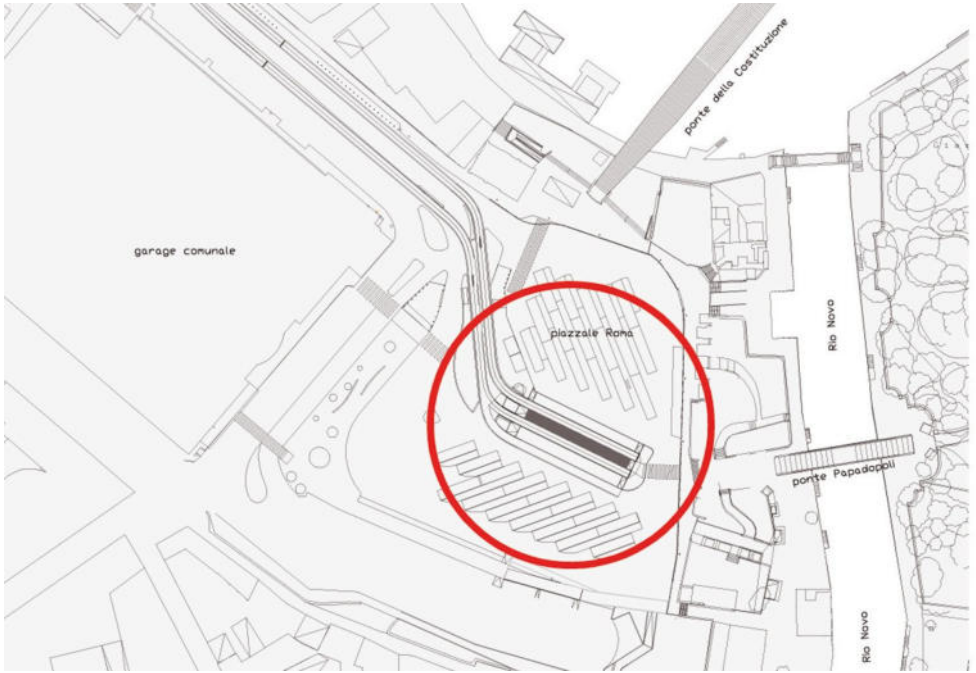 ponte della Costituzione
garage comunale
piazzale Roma
Rio Novo
ponte Papadopoli
Rio Novo